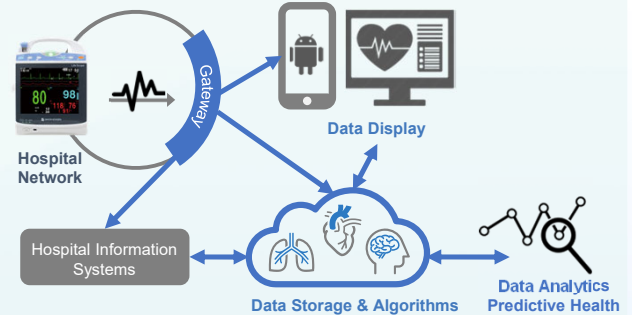 Gateway
80
98
118 76
Data Display
Hospital
Network
Hospital Information
Systems
Data Storage & Algorithms
Data Analytics
Predictive Health